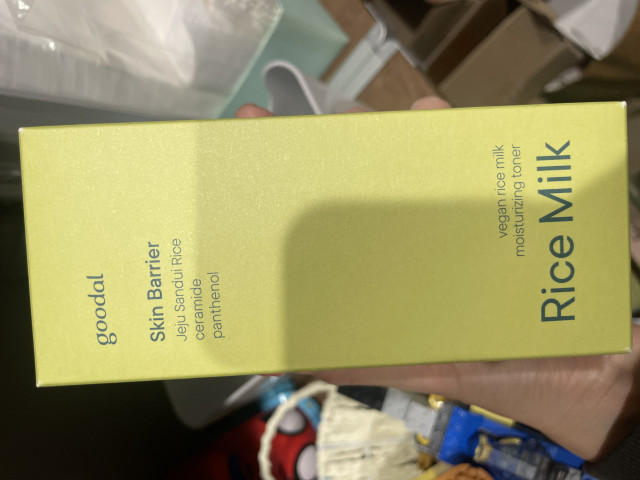 goodal
Skin Barrier
Jeju Sandui Rice
ceramide
panthenol
vegan rice milk
moisturizing toner
Rice Milk